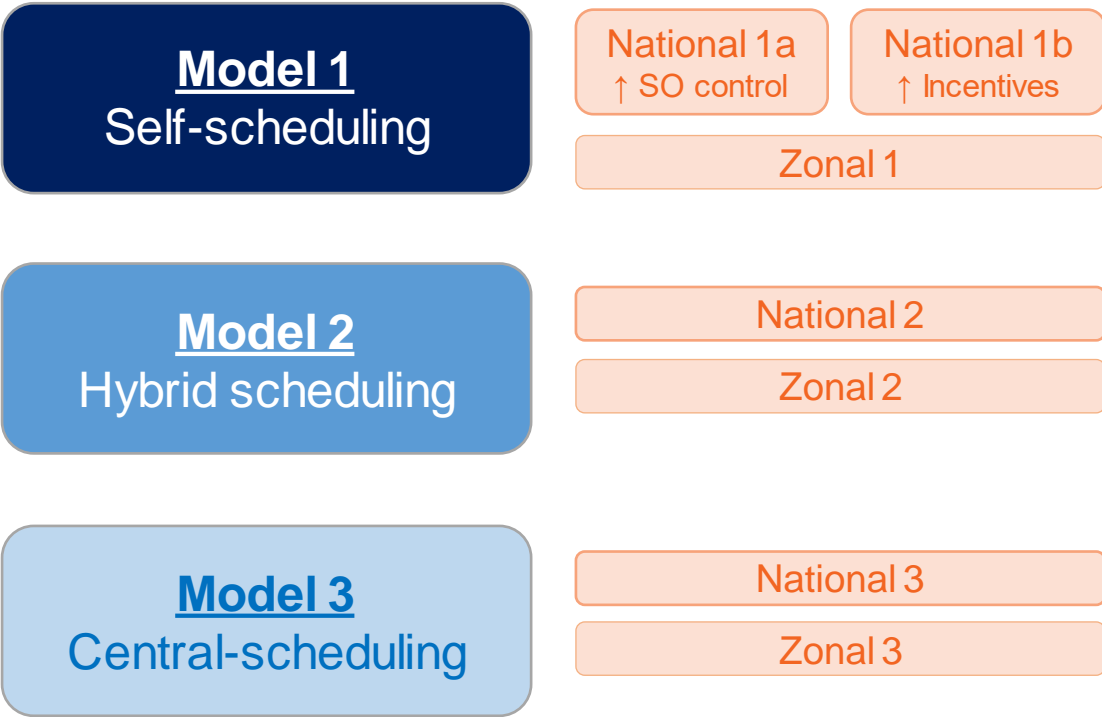 Model 1
Self-scheduling
National 1a
↑ SO control
National 1b
↑ Incentives
Zonal 1
Model 2
Hybrid scheduling
National 2
Zonal 2
Model 3
Central-scheduling
National 3
Zonal 3